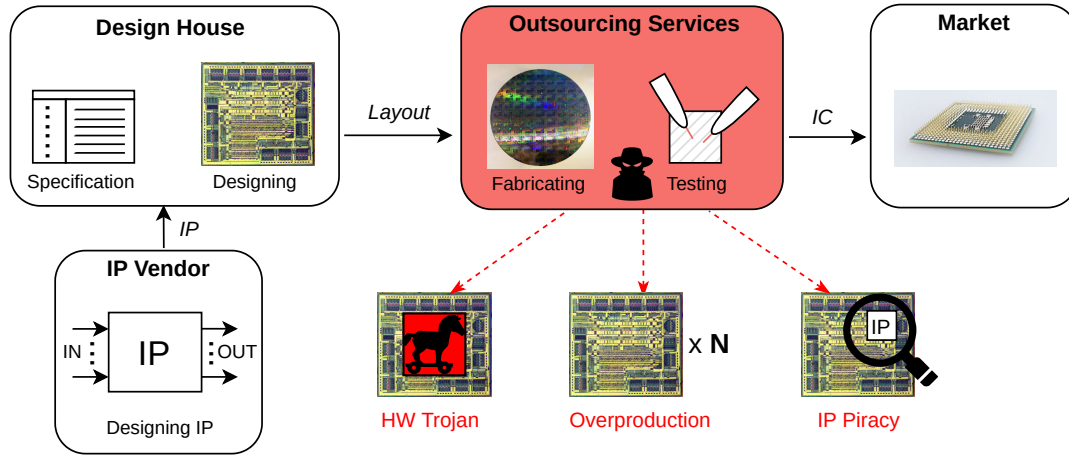 Design House
Specification
Designing
Layout
Outsourcing Services
Fabricating
Testing
IC
Market
IP
IP Vendor
IN
IP
OUT
Designing IP
HW Trojan
x N
Overproduction
IP
IP Piracy